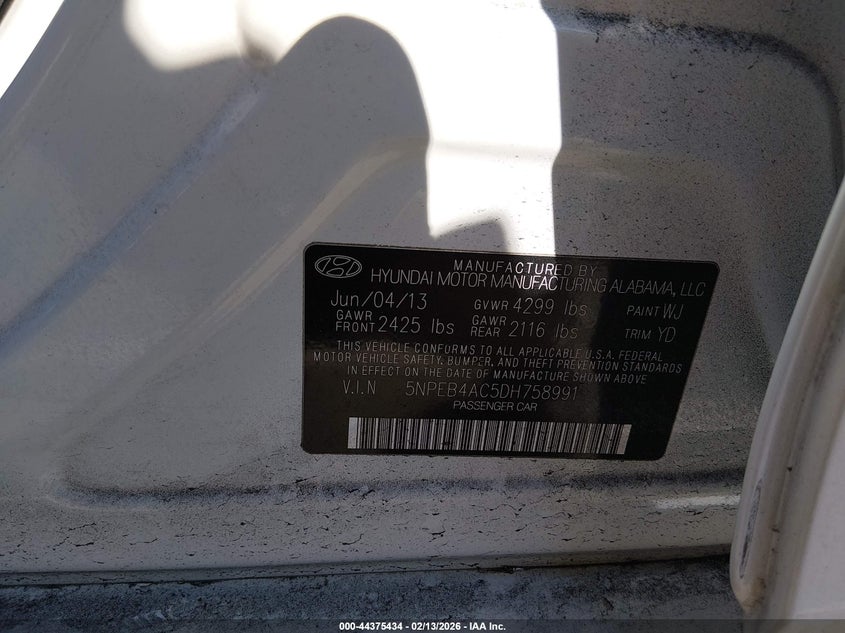 MANUFACTURED BY
HYUNDAI MOTOR MANUFACTURING ALABAMA, LLC
Jun/04/13 GVWR 4299 lbs PAINT WJ
GAWR FRONT 2425 lbs GAWR REAR 2116 lbs TRIM YD
THIS VEHICLE CONFORMS TO ALL APPLICABLE U.S.A. FEDERAL
MOTOR VEHICLE SAFETY, BUMPER, AND THEFT PREVENTION STANDARDS
IN EFFECT ON THE DATE OF MANUFACTURE SHOWN ABOVE
V.I.N 5NPEB4AC5DH758991
PASSENGER CAR
000-44375434 - 02/13/2026 - IAA Inc.